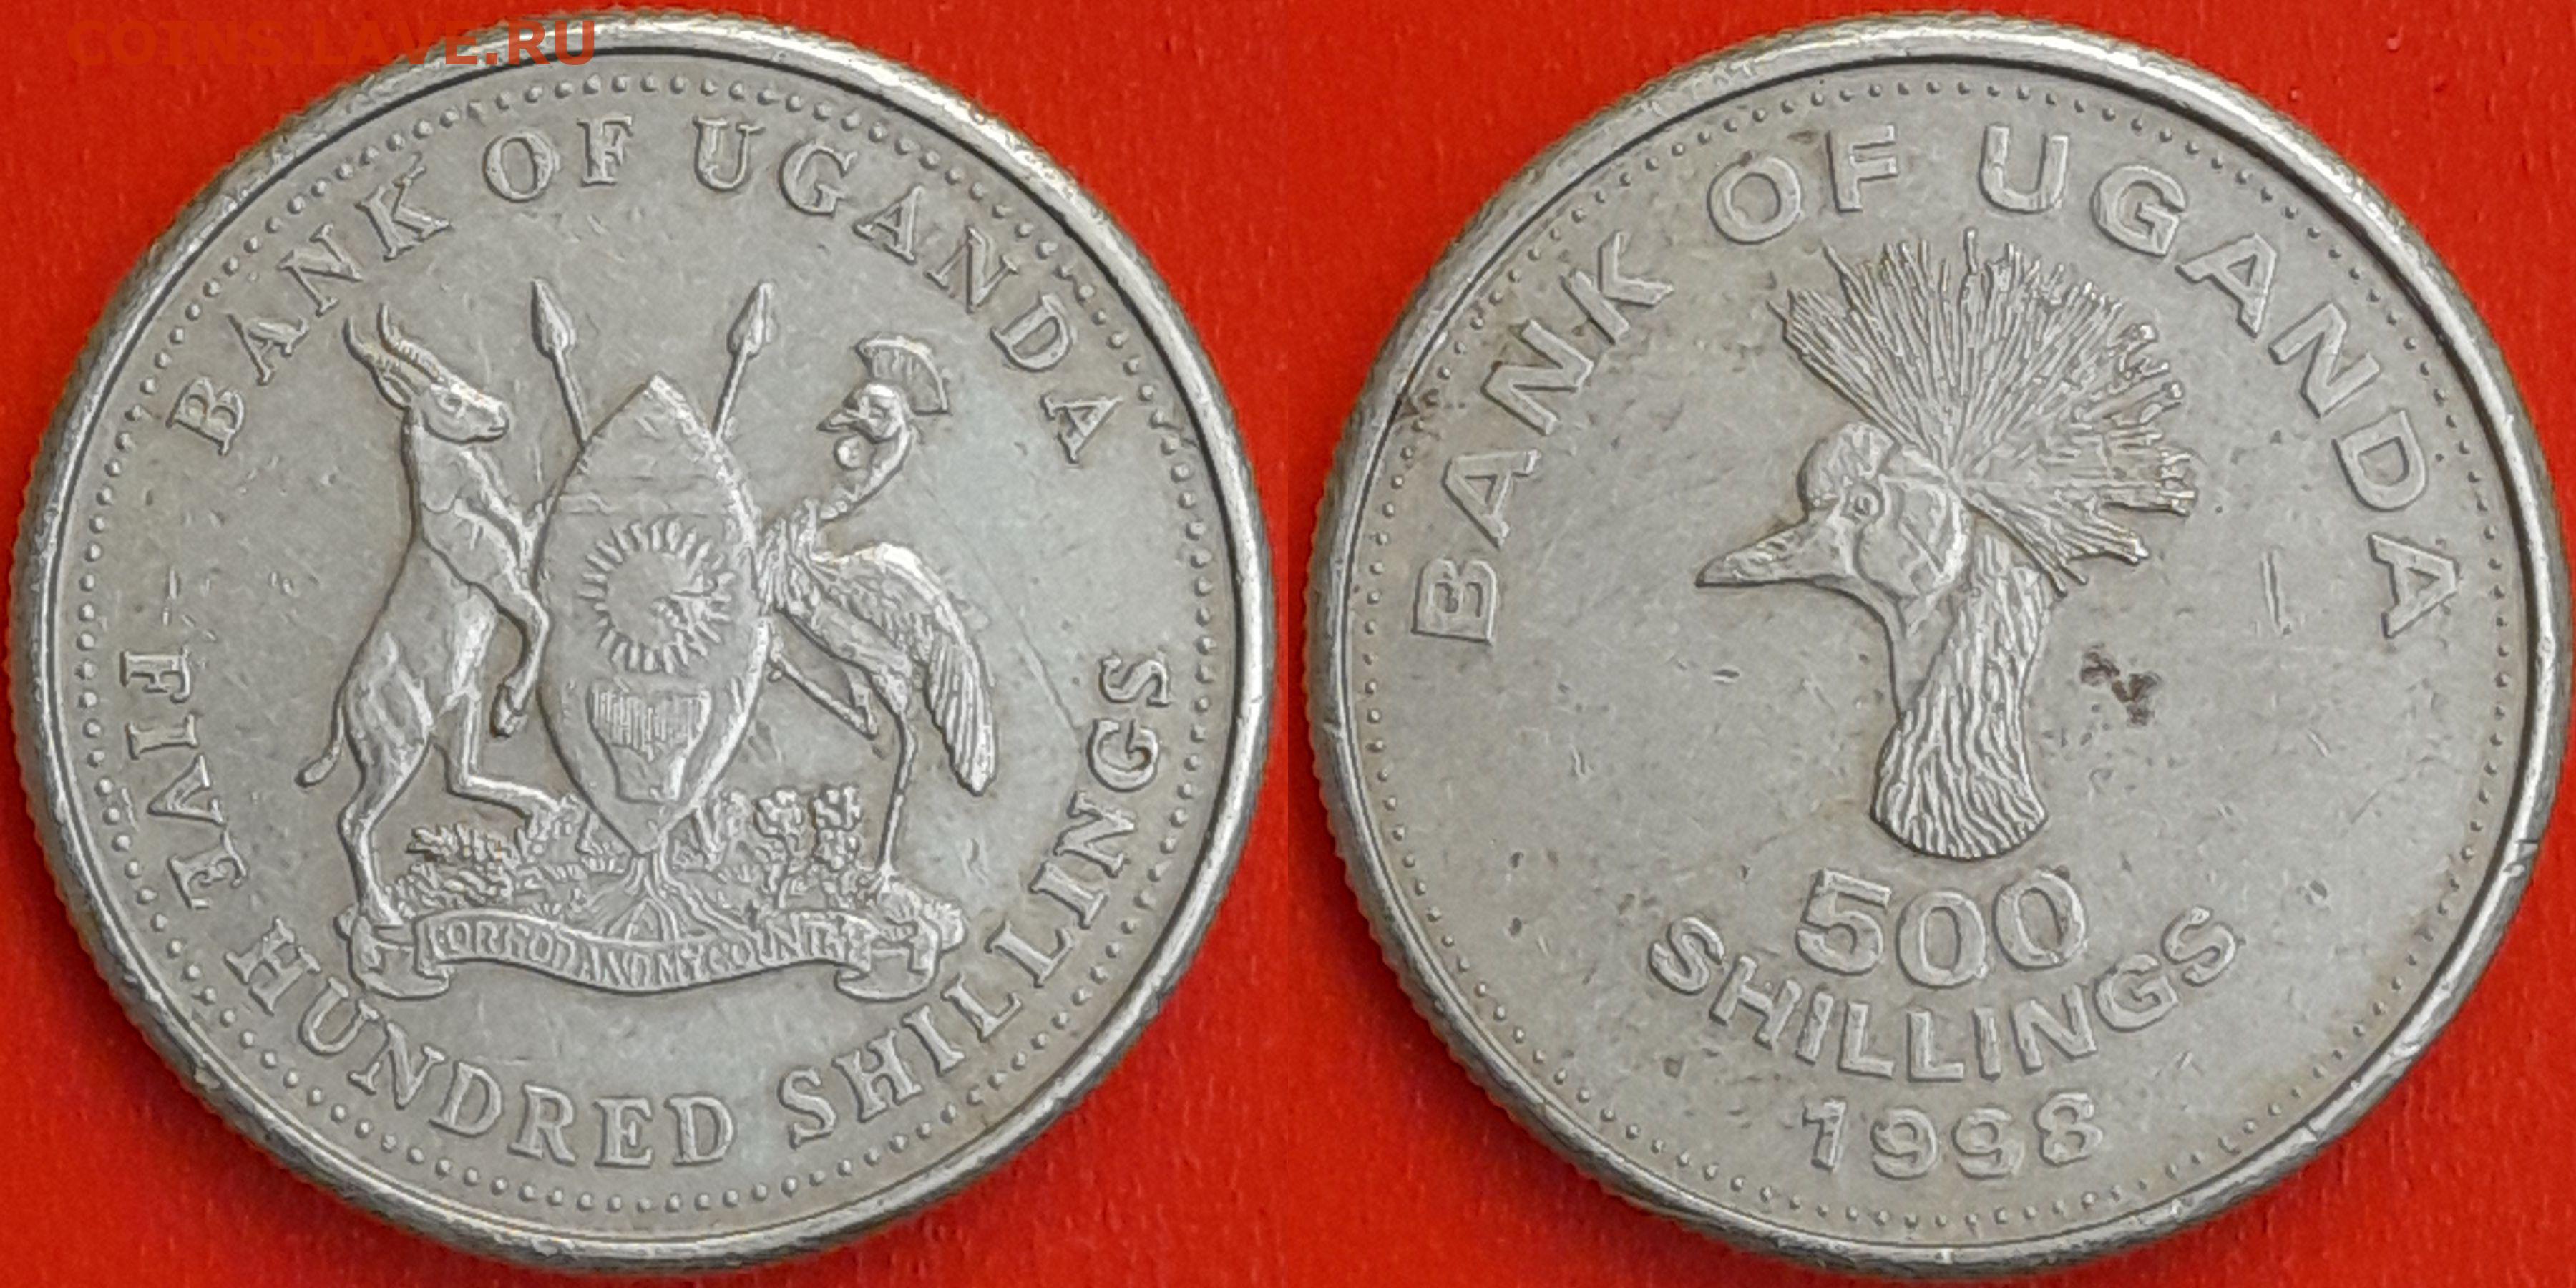 COINS.LAVE.RU
BANK OF UGANDA
FOR GOD AND MY COUNTRY
FIVE HUNDRED SHILLINGS
BANK OF UGANDA
500
SHILLINGS
1998